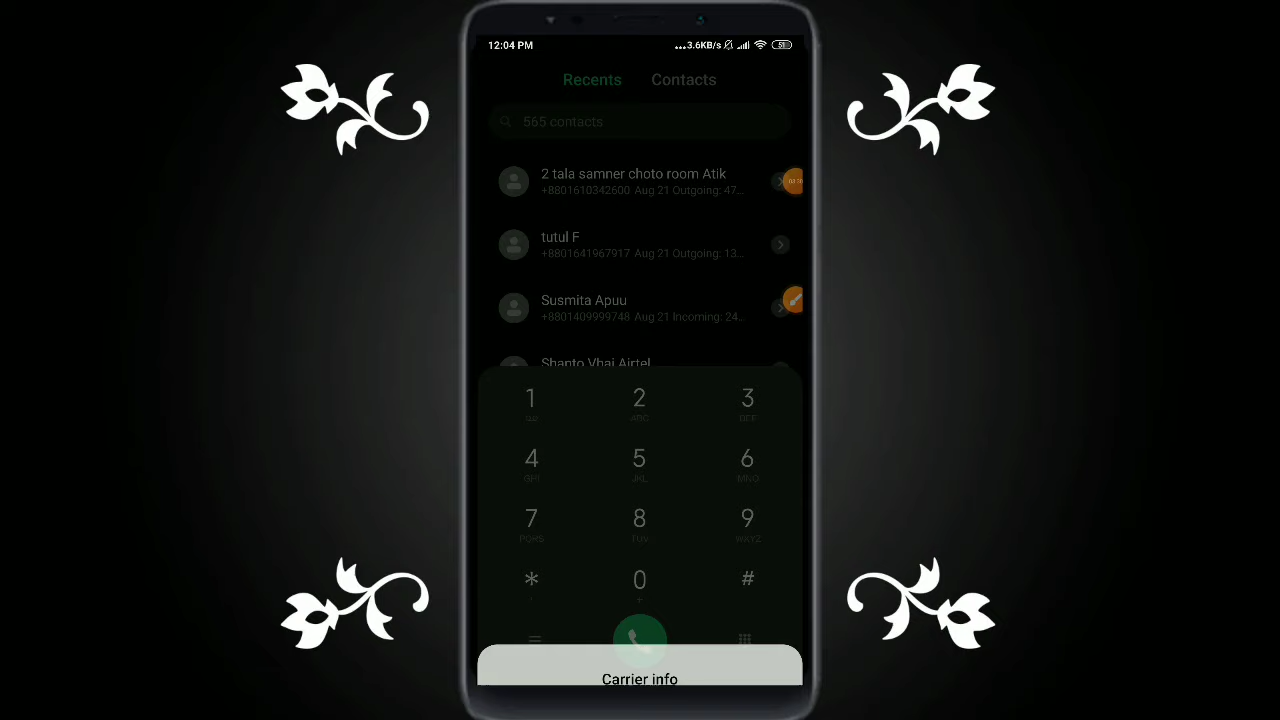 12:04 PM
...3.6KB/s
51
Recents Contacts
565 contacts
2 tala samner choto room Atik
+8801610342600 Aug 21 Outgoing: 47...
tutul F
+8801641967917 Aug 21 Outgoing: 13...
Susmita Apuu
+8801409999748 Aug 21 Incoming: 24...
Shanto Vhai Airtel
1 2 3
ABC DEF
4 5 6
GHI JKL MNO
7 8 9
PQRS TUV WXYZ
* 0 #
, +
Carrier info